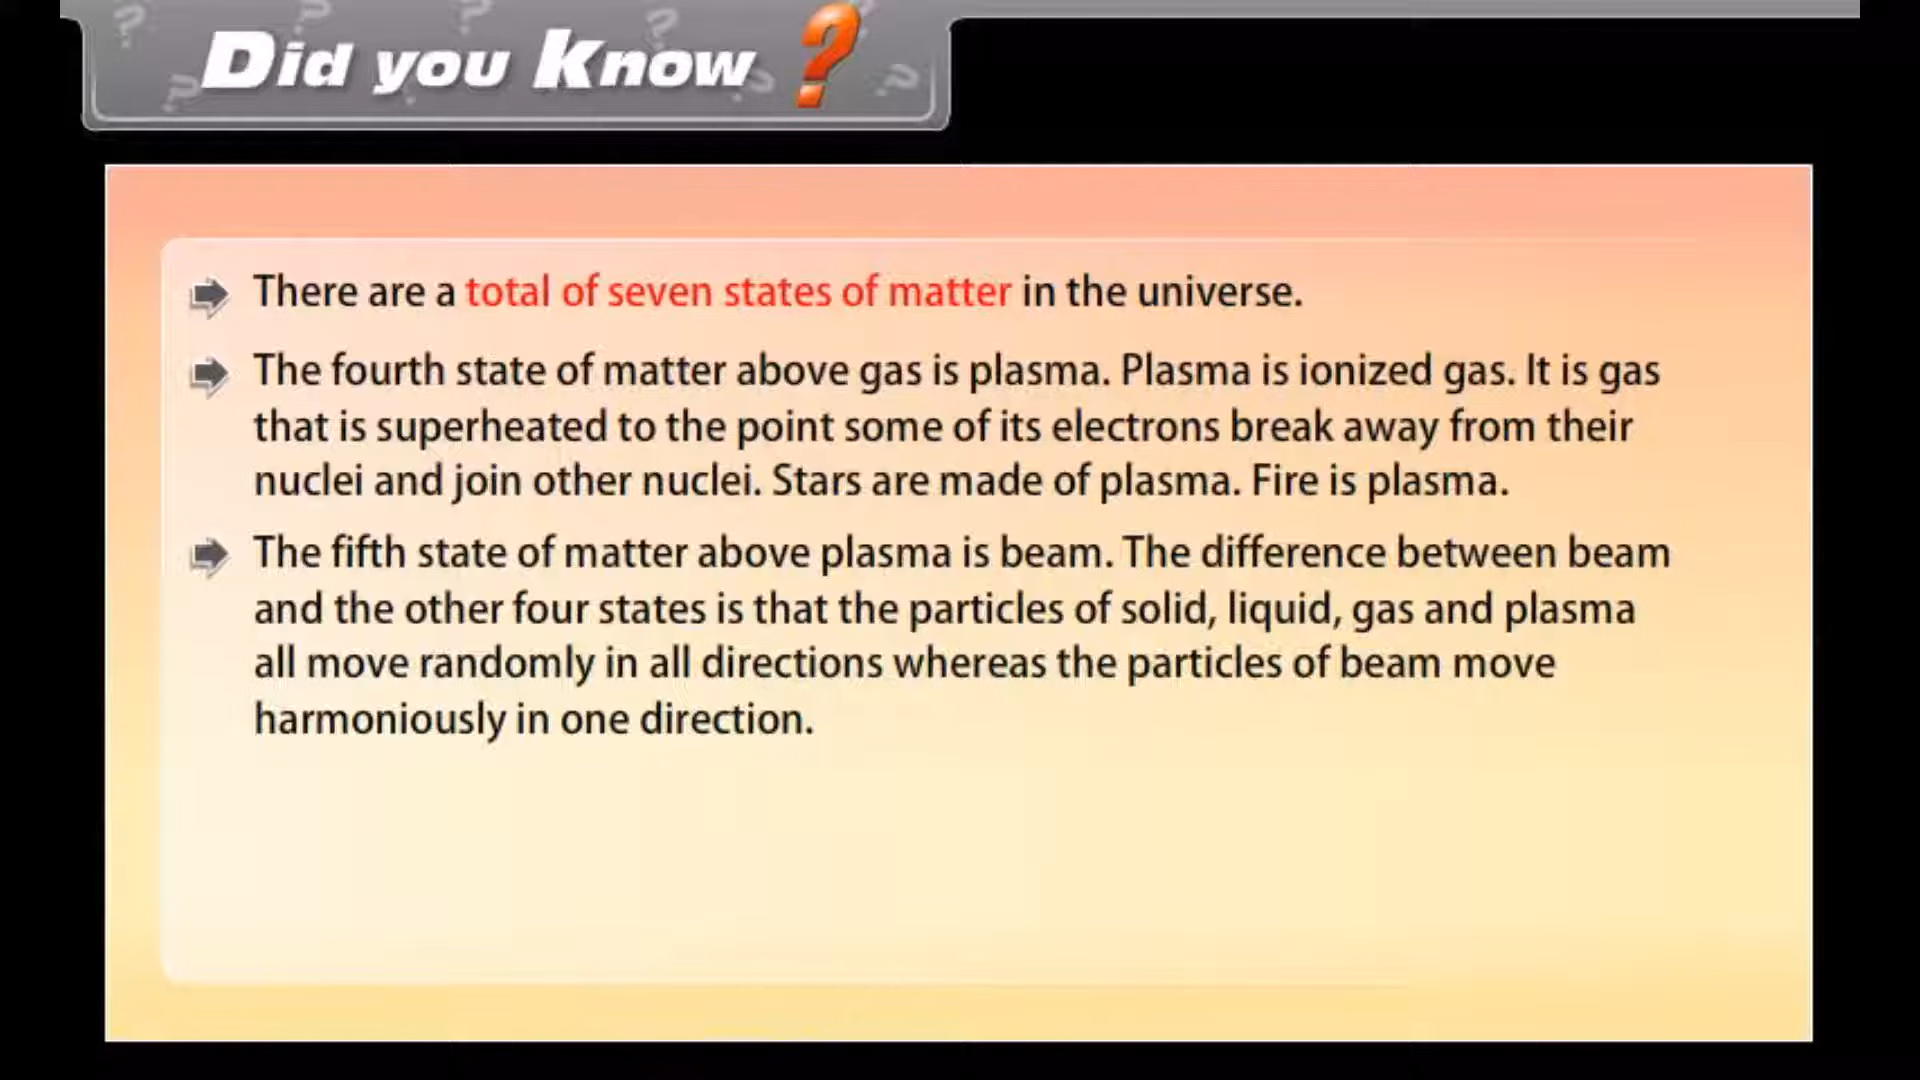 Did you Know ?
There are a total of seven states of matter in the universe.
The fourth state of matter above gas is plasma. Plasma is ionized gas. It is gas
that is superheated to the point some of its electrons break away from their
nuclei and join other nuclei. Stars are made of plasma. Fire is plasma.
The fifth state of matter above plasma is beam. The difference between beam
and the other four states is that the particles of solid, liquid, gas and plasma
all move randomly in all directions whereas the particles of beam move
harmoniously in one direction.